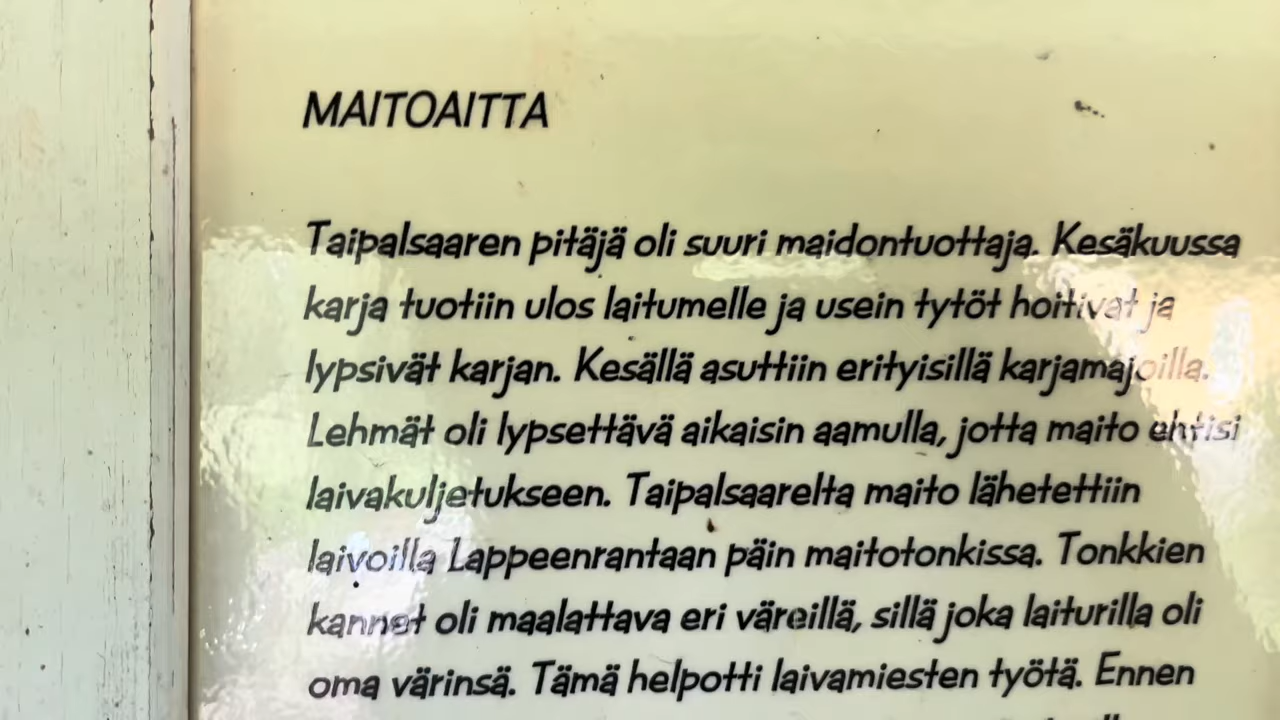 MAITOAITTA
Taipalsaaren pitäjä oli suuri maidontuottaja. Kesäkuussa
karja tuotiin ulos laitumelle ja usein tytöt hoitivat ja
lypsivät karjan. Kesällä asuttiin erityisillä karjamajoilla.
Lehmät oli lypsettävä aikaisin aamulla, jotta maito ehtisi
laivakuljetukseen. Taipalsaarelta maito lähetettiin
laivoilla Lappeenrantaan päin maitotonkissa. Tonkkien
kannet oli maalattava eri väreillä, sillä joka laiturilla oli
oma värinsä. Tämä helpotti laivamiesten työtä. Ennen